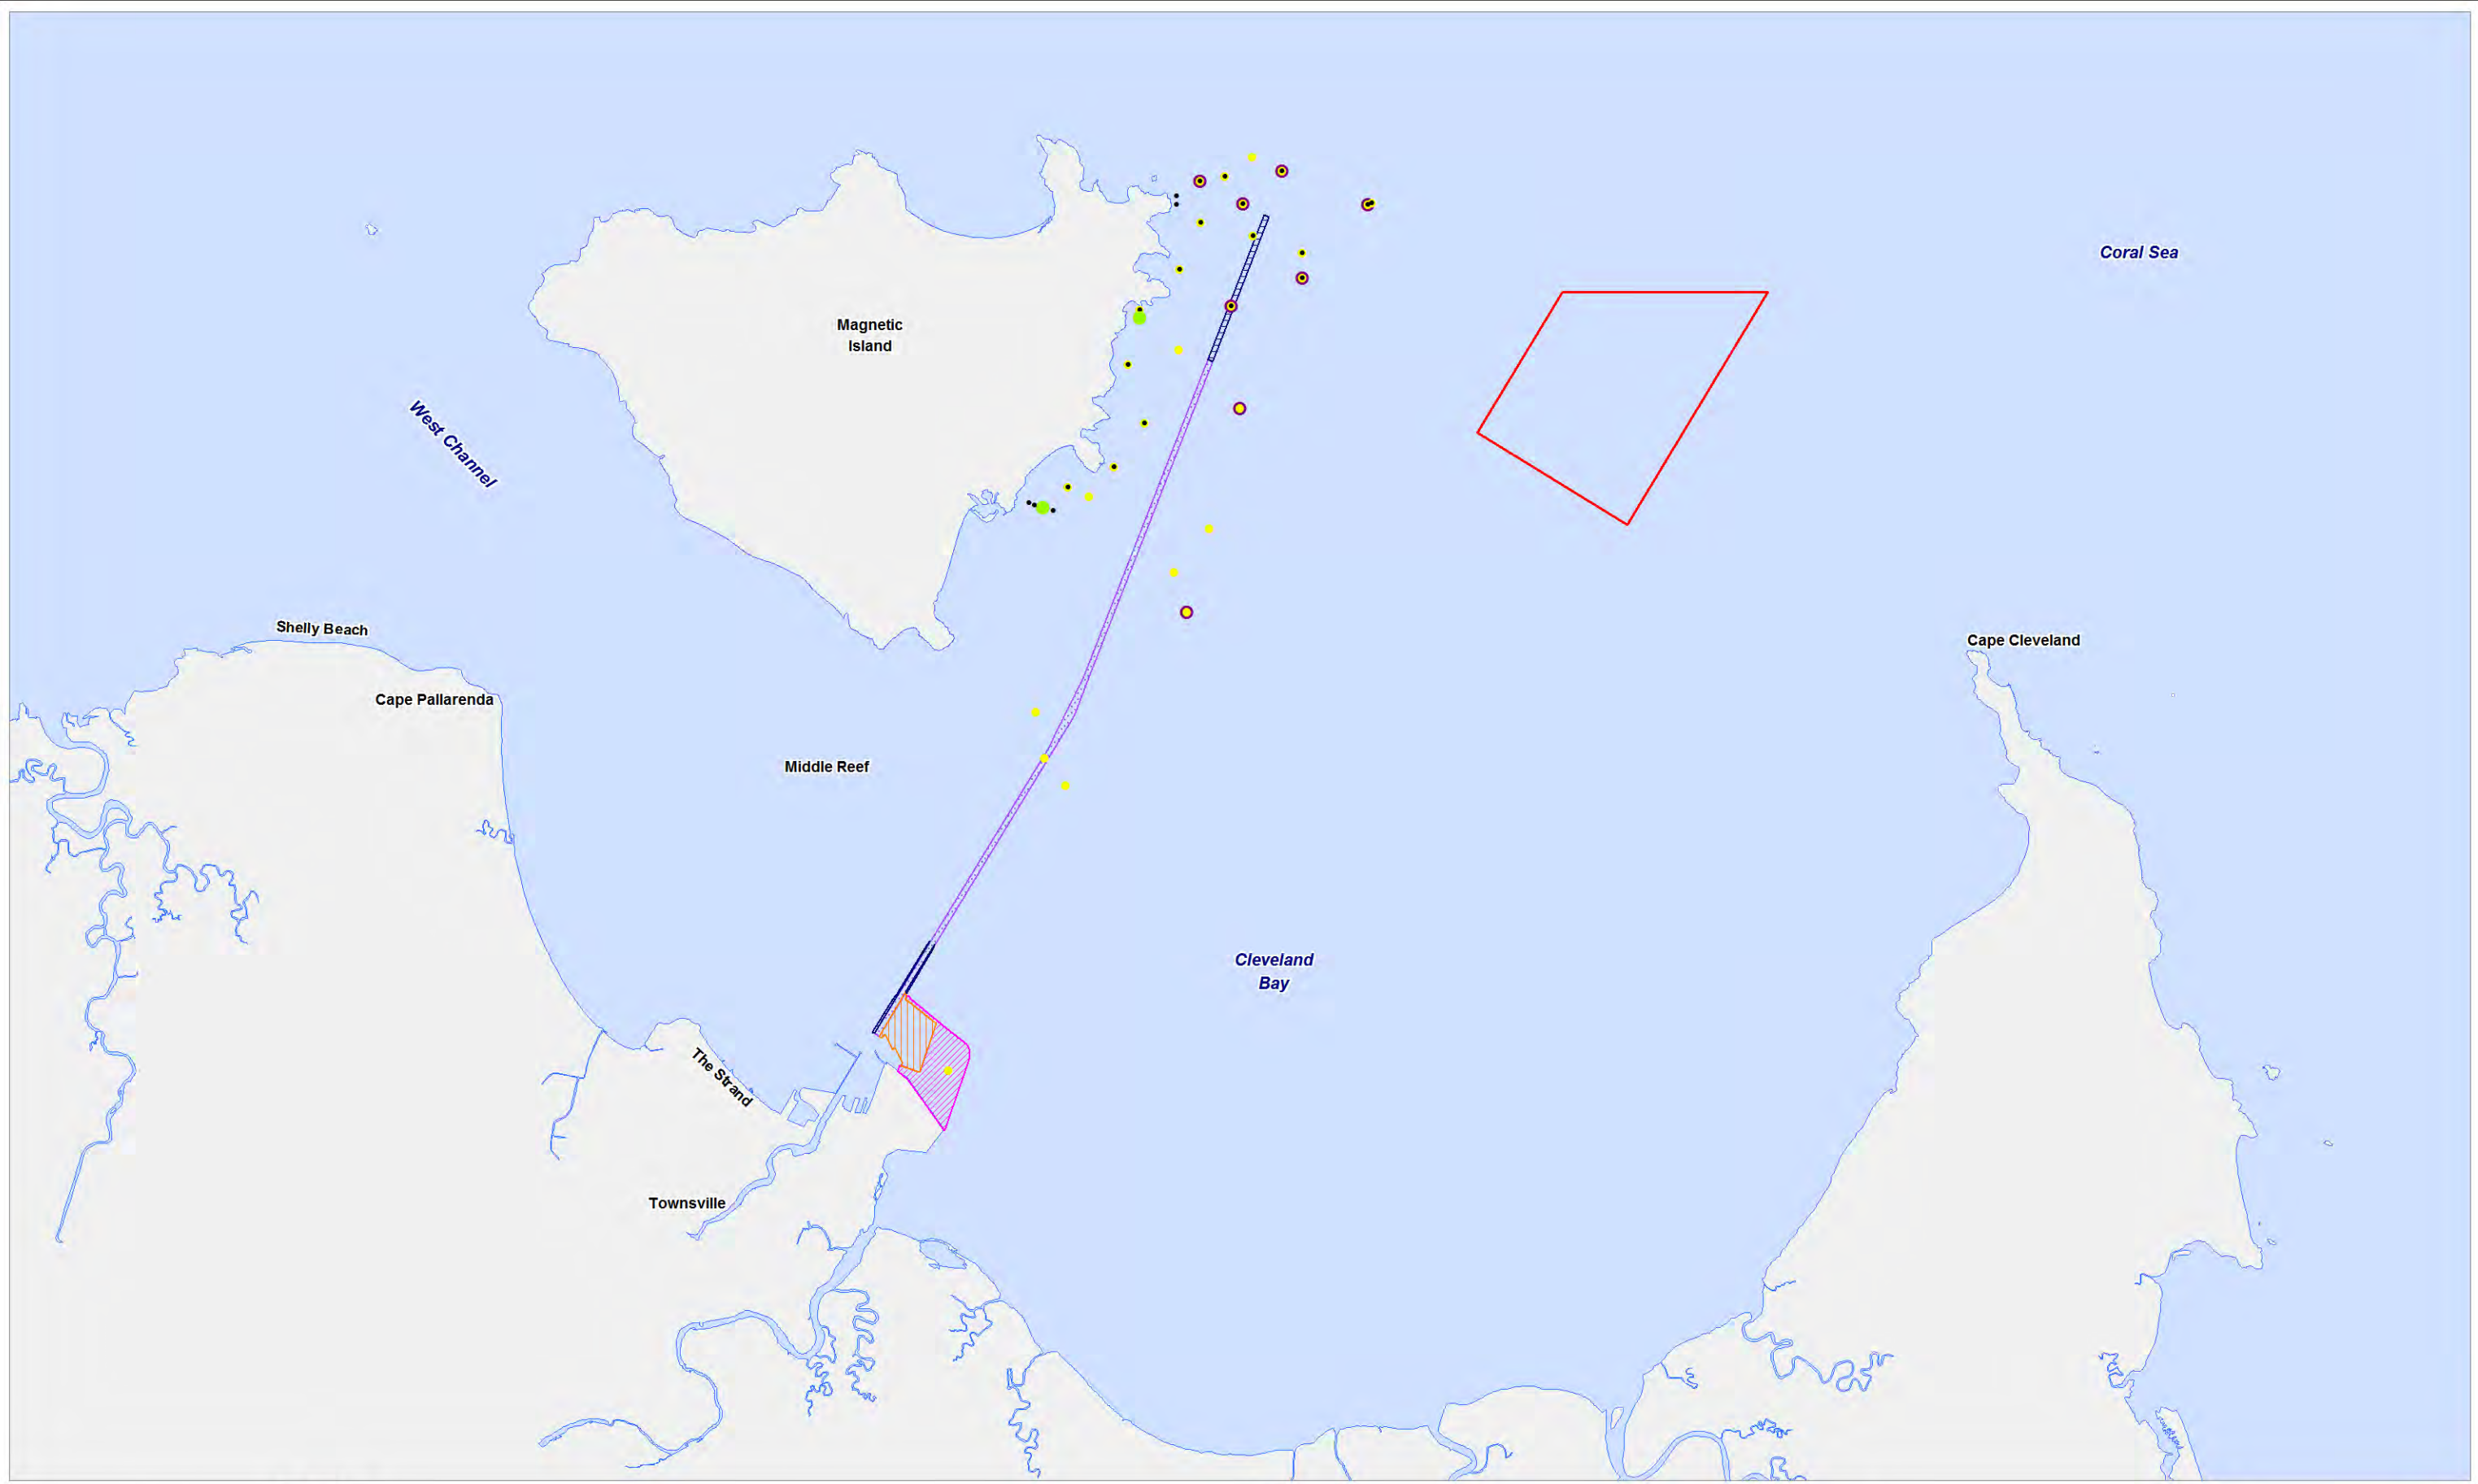 Coral Sea
Magnetic
Island
West Channel
Shelly Beach
Cape Cleveland
Cape Pallarenda
Middle Reef
Cleveland
Bay
The Strand
Townsville